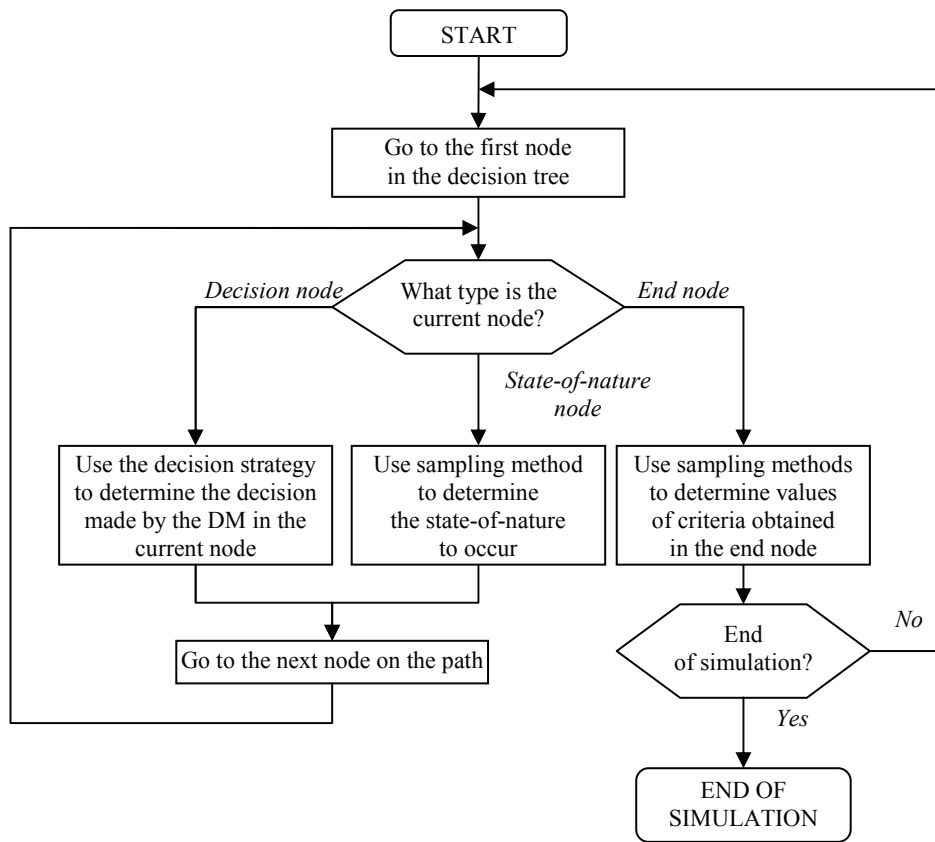 START
Go to the first node
in the decision tree
Decision node
What type is the
current node?
End node
State-of-nature
node
Use the decision strategy
to determine the decision
made by the DM in the
current node
Use sampling method
to determine
the state-of-nature
to occur
Use sampling methods
to determine values
of criteria obtained
in the end node
Go to the next node on the path
End
of simulation?
No
Yes
END OF
SIMULATION